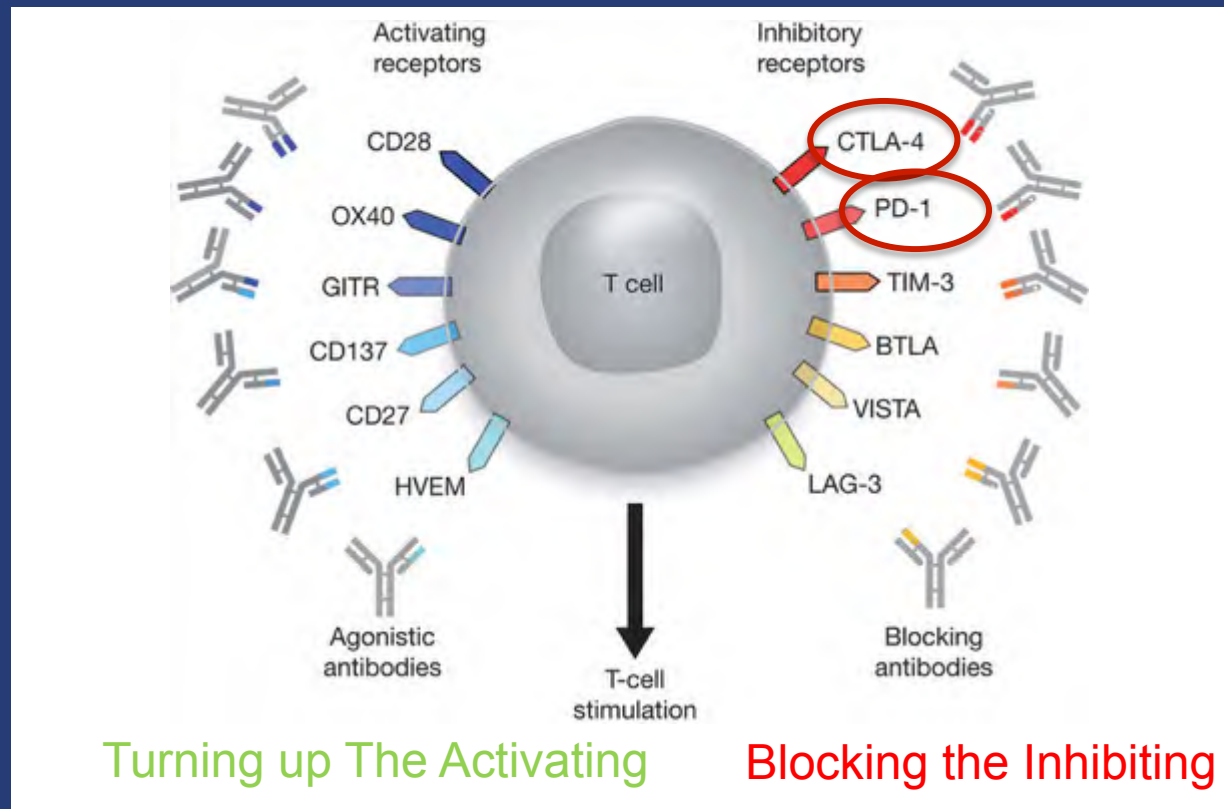 Activating
receptors
Inhibitory
receptors
CD28
OX40
GITR
CD137
CD27
HVEM
T cell
CTLA-4
PD-1
TIM-3
BTLA
VISTA
LAG-3
Agonistic
antibodies
T-cell
stimulation
Blocking
antibodies
Turning up The Activating
Blocking the Inhibiting